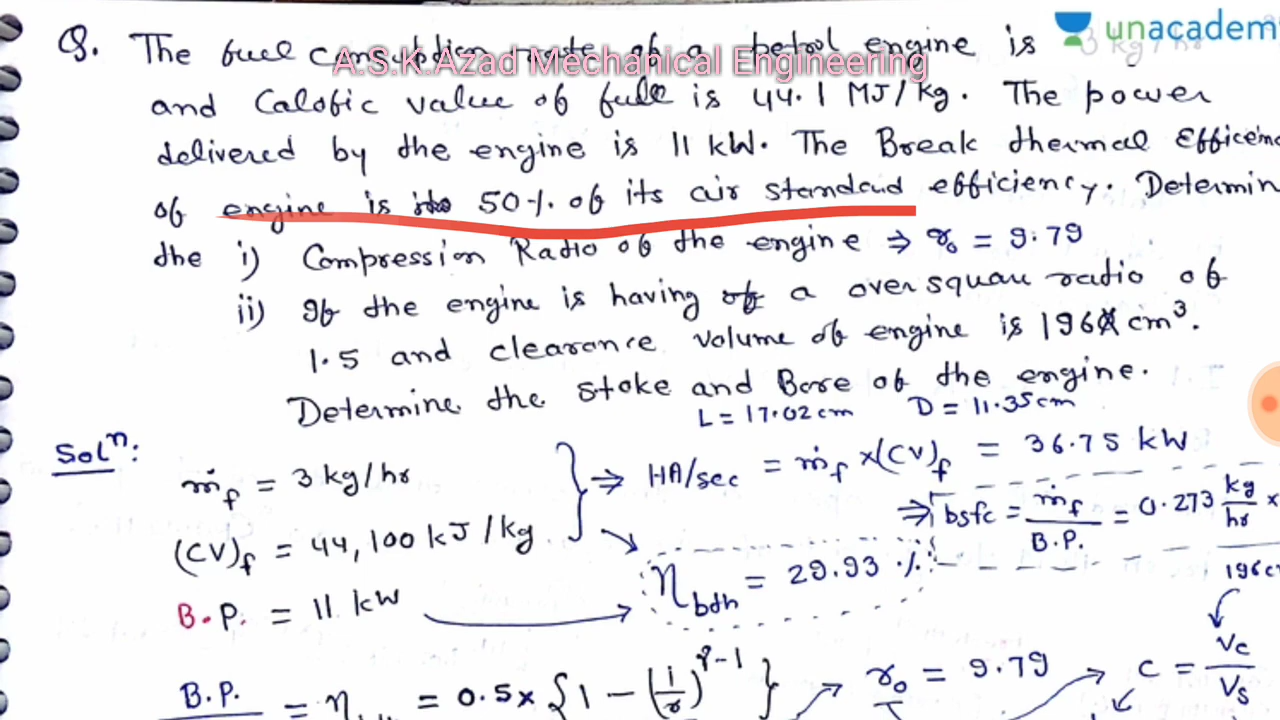 unacadem
Q. The fuel rate of a petrol engine is 3 kg/hr
A.S.K.Azad Mechanical Engineering
and Calorific value of fuel is 44.1 MJ/kg. The power
delivered by the engine is 11 kW. The Break thermal Efficienc
of engine is 50% of its air standard efficiency. Determin
the i) Compression Ratio of the engine ⇒ r₀ = 9.79
ii) If the engine is having a over square ratio of
1.5 and clearance volume of engine is 196 cm³.
Determine the stoke and Bore of the engine.
L = 17.02 cm D = 11.35 cm
Solⁿ:
ṁf = 3 kg/hr } ⇒ HA/sec = ṁf × (CV)f = 36.75 kW
(CV)f = 44,100 kJ/kg
⇒ bsfc = ṁf / B.P. = 0.273 kg/hr ×
B.P. = 11 kW → ηbth = 29.93 %
196 c
B.P. = η = 0.5 × { 1 − (1/r)^γ−1 } r₀ = 9.79 → C = Vc / Vs